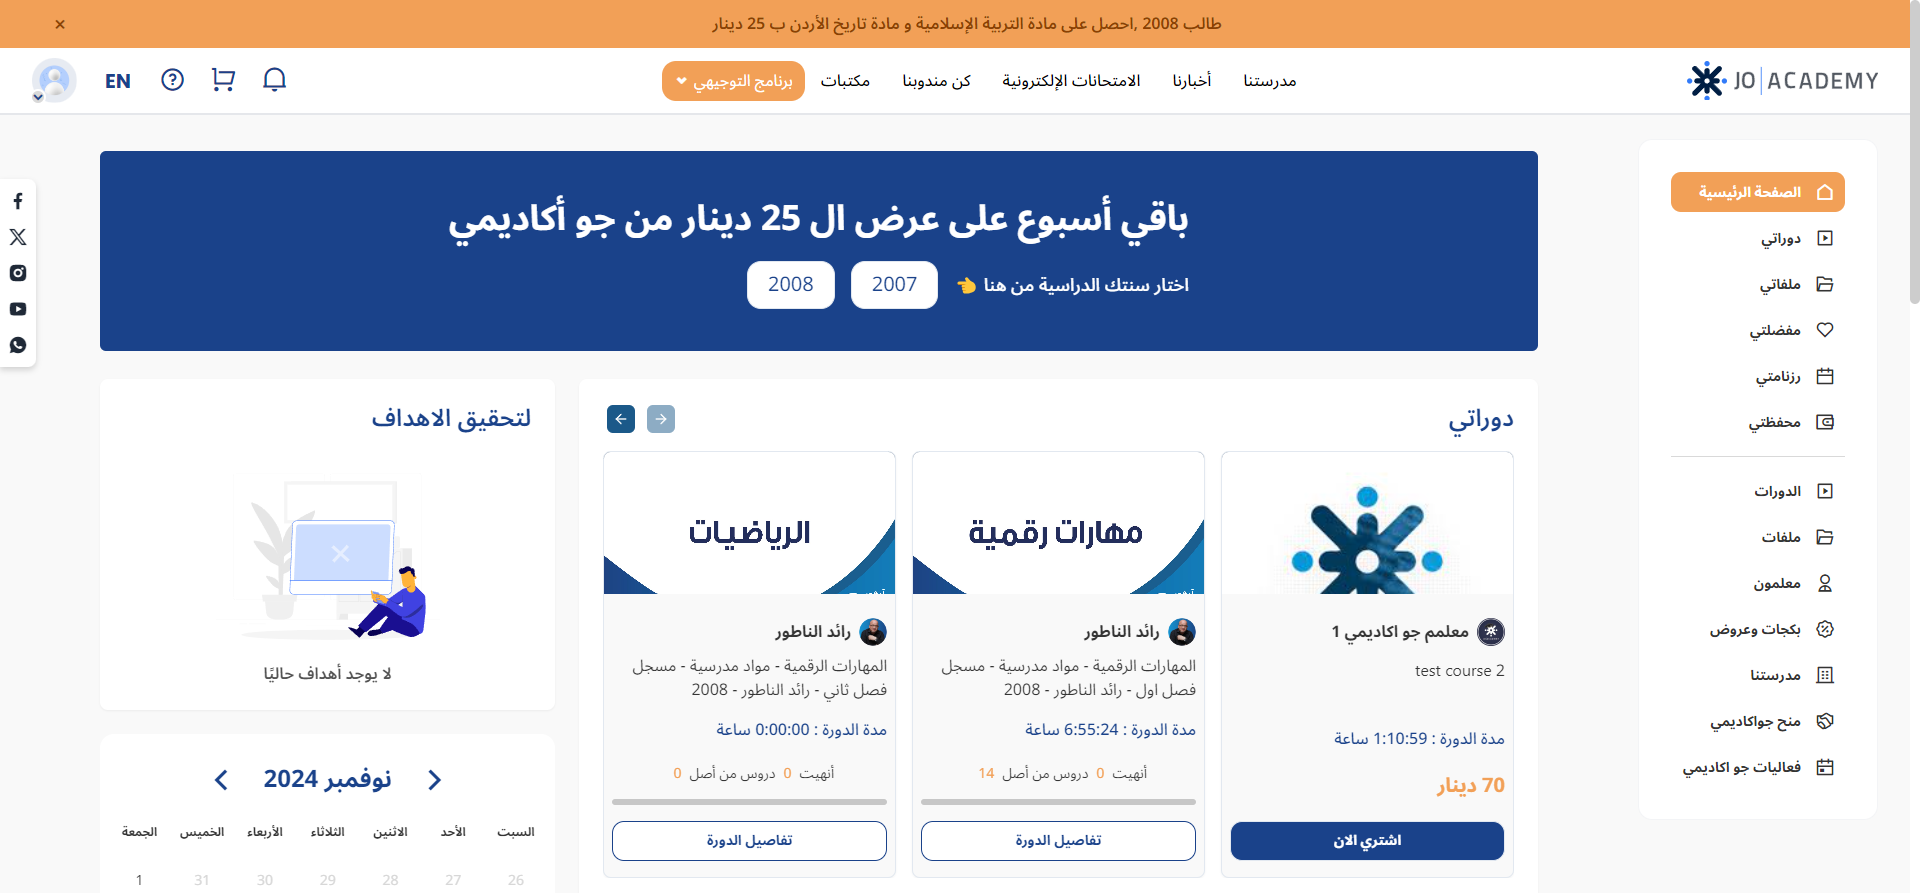 طالب 2008 ,احصل على مادة التربية الإسلامية و مادة تاريخ الأردن ب 25 دينار
JO ACADEMY
مدرستنا
أخبارنا
الامتحانات الإلكترونية
كن مندوبنا
مكتبات
برنامج التوجيهي
EN
الصفحة الرئيسية
دوراتي
ملفاتي
مفضلتي
رزنامتي
محفظتي
الدورات
ملفات
معلمون
بكجات وعروض
مدرستنا
منح جواكاديمي
فعاليات جو اكاديمي
باقي أسبوع على عرض ال 25 دينار من جو أكاديمي
اختار سنتك الدراسية من هنا
2007
2008
دوراتي
معلمم جو اكاديمي 1
test course 2
مدة الدورة : 1:10:59 ساعة
70 دينار
اشتري الان
مهارات رقمية
رائد الناطور
المهارات الرقمية - مواد مدرسية - مسجل
فصل اول - رائد الناطور - 2008
مدة الدورة : 6:55:24 ساعة
أنهيت 0 دروس من أصل 14
تفاصيل الدورة
الرياضيات
رائد الناطور
المهارات الرقمية - مواد مدرسية - مسجل
فصل ثاني - رائد الناطور - 2008
مدة الدورة : 0:00:00 ساعة
أنهيت 0 دروس من أصل 0
تفاصيل الدورة
لتحقيق الاهداف
لا يوجد أهداف حاليًا
نوفمبر 2024
السبت الأحد الاثنين الثلاثاء الأربعاء الخميس الجمعة
26 27 28 29 30 31 1